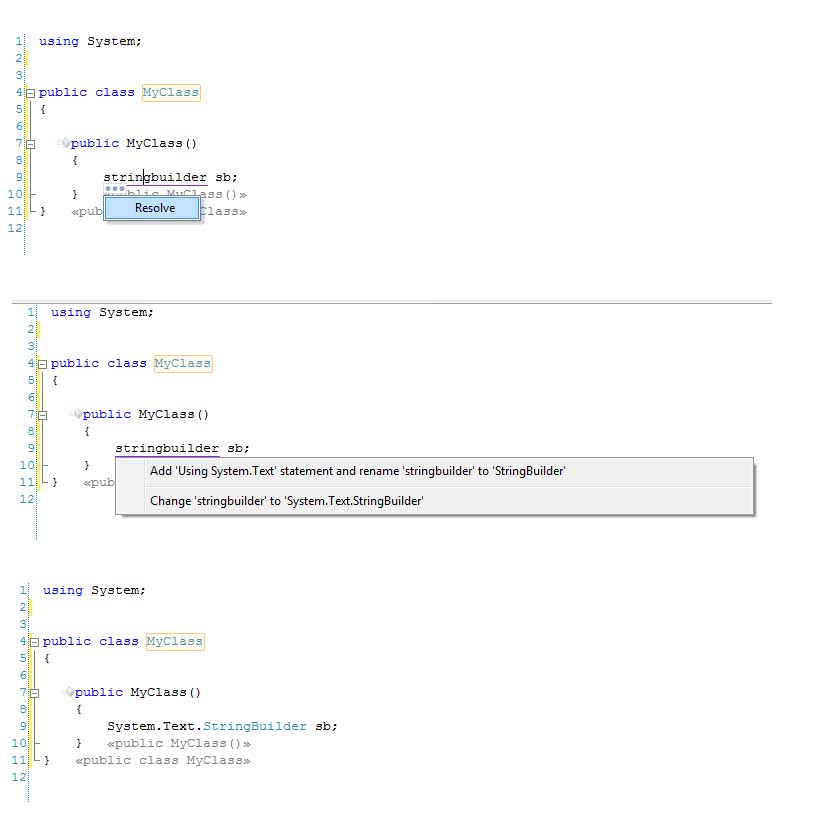 1 using System;
2
3
4 public class MyClass
5 {
6
7 public MyClass()
8 {
9 stringbuilder sb;
10 } «public MyClass()»
11 } «pub Class»
Resolve
12
1 using System;
2
3
4 public class MyClass
5 {
6
7 public MyClass()
8 {
9 stringbuilder sb;
10 }
Add 'Using System.Text' statement and rename 'stringbuilder' to 'StringBuilder'
11 } «pub
12
Change 'stringbuilder' to 'System.Text.StringBuilder'
1 using System;
2
3
4 public class MyClass
5 {
6
7 public MyClass()
8 {
9 System.Text.StringBuilder sb;
10 } «public MyClass()»
11 } «public class MyClass»
12